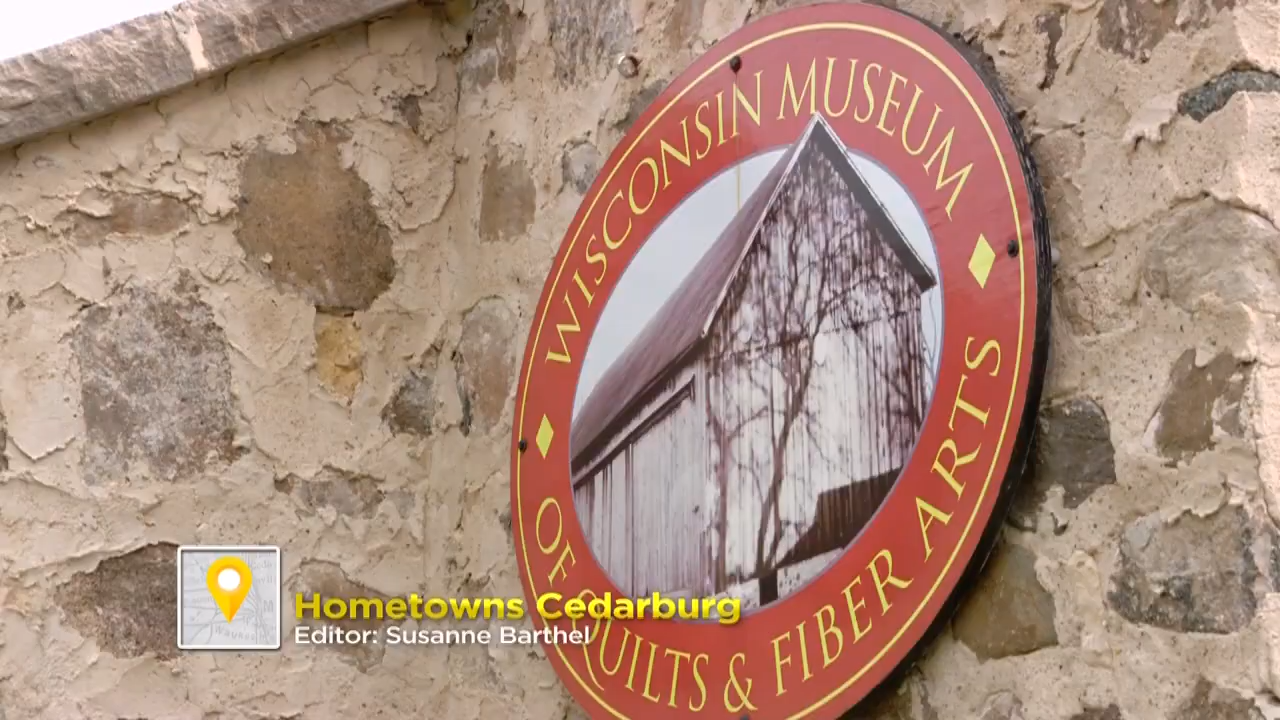 WISCONSIN MUSEUM
OF QUILTS & FIBER ARTS
Hometowns Cedarburg
Editor: Susanne Barthel